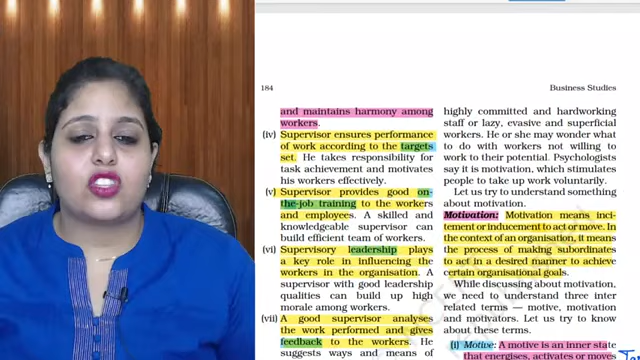 184
Business Studies
and maintains harmony among
workers.
(iv) Supervisor ensures performance
of work according to the targets
set. He takes responsibility for
task achievement and motivates
his workers effectively.
(v) Supervisor provides good on-
the-job training to the workers
and employees. A skilled and
knowledgeable supervisor can
build efficient team of workers.
(vi) Supervisory leadership plays
a key role in influencing the
workers in the organisation. A
supervisor with good leadership
qualities can build up high
morale among workers.
(vii) A good supervisor analyses
the work performed and gives
feedback to the workers. He
suggests ways and means of
highly committed and hardworking
staff or lazy, evasive and superficial
workers. He or she may wonder what
to do with workers not willing to
work to their potential. Psychologists
say it is motivation, which stimulates
people to take up work voluntarily.
Let us try to understand something
about motivation.
Motivation: Motivation means inci-
tement or inducement to act or move. In
the context of an organisation, it means
the process of making subordinates
to act in a desired manner to achieve
certain organisational goals.
While discussing about motivation,
we need to understand three inter
related terms — motive, motivation
and motivators. Let us try to know
about these terms.
(i) Motive: A motive is an inner state
that energises, activates or moves